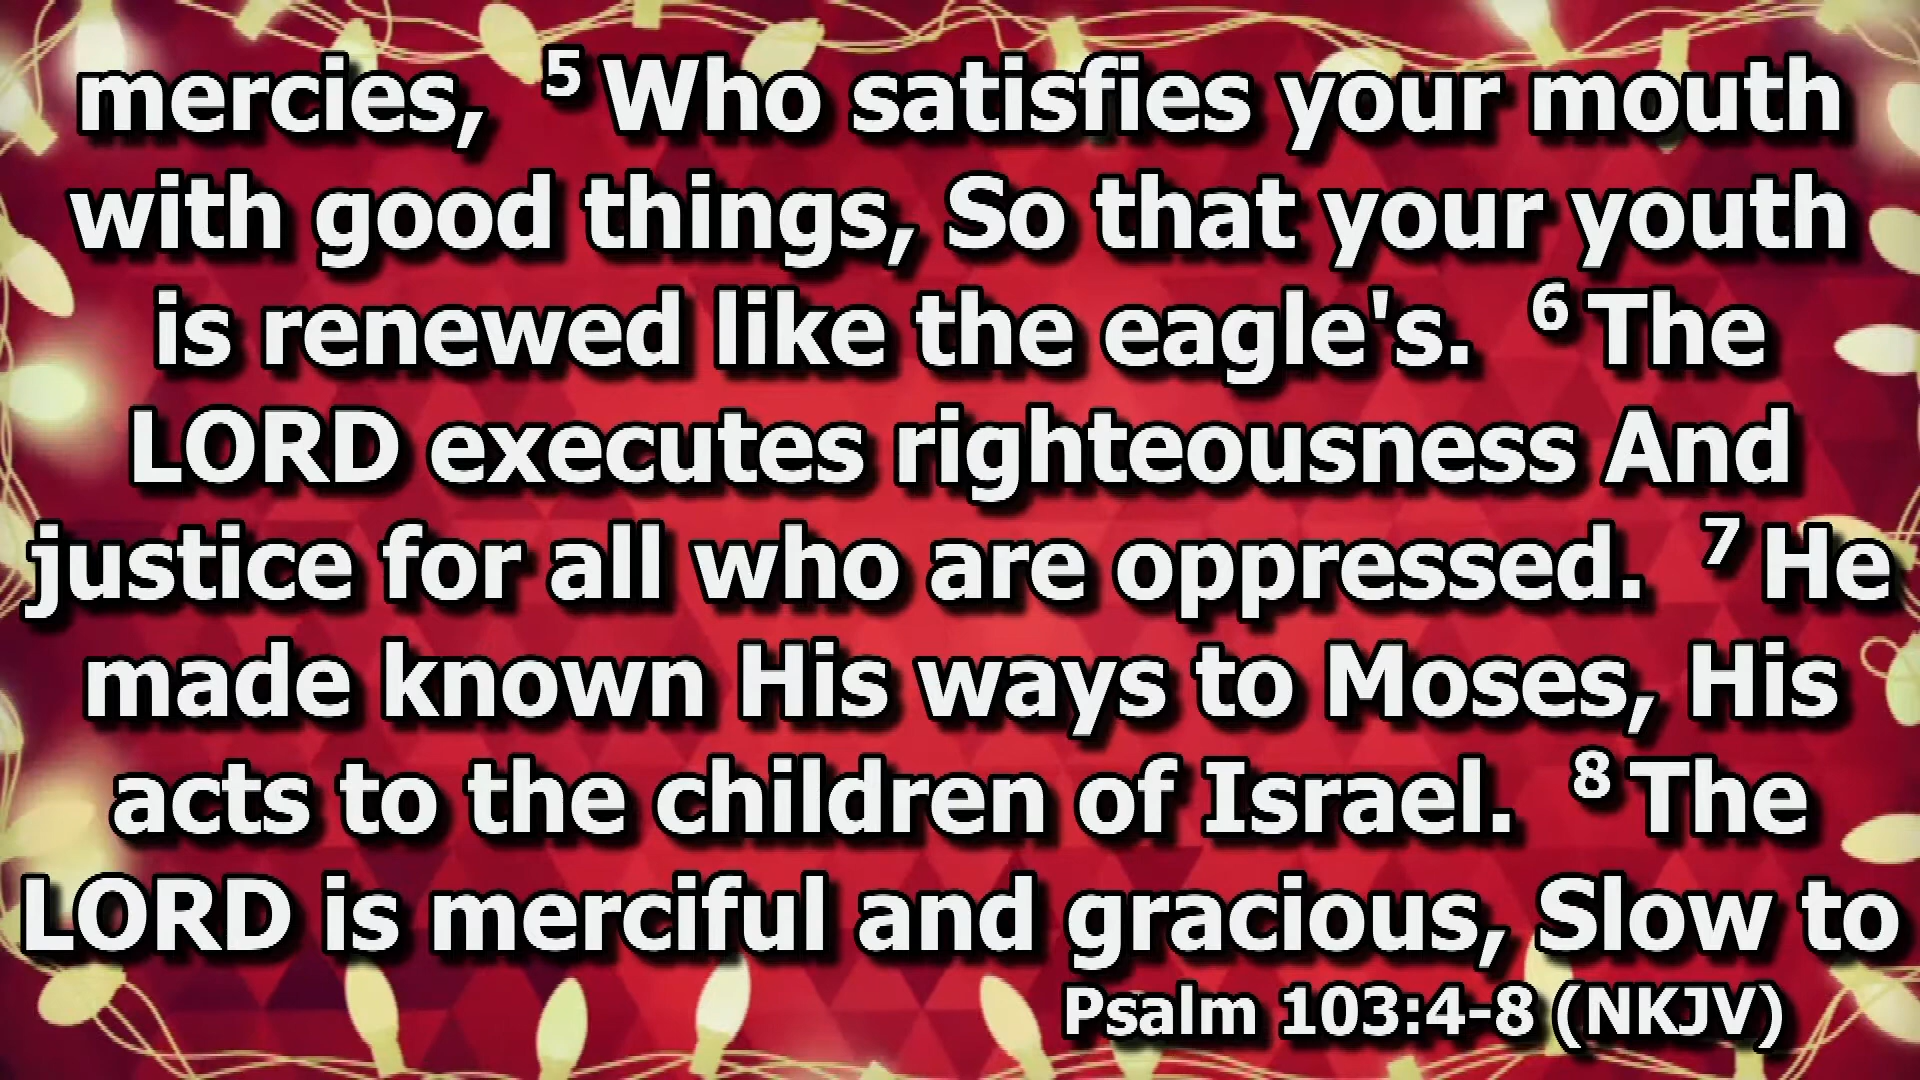 mercies, 5 Who satisfies your mouth
with good things, So that your youth
is renewed like the eagle's. 6 The
LORD executes righteousness And
justice for all who are oppressed. 7 He
made known His ways to Moses, His
acts to the children of Israel. 8 The
LORD is merciful and gracious, Slow to
Psalm 103:4-8 (NKJV)